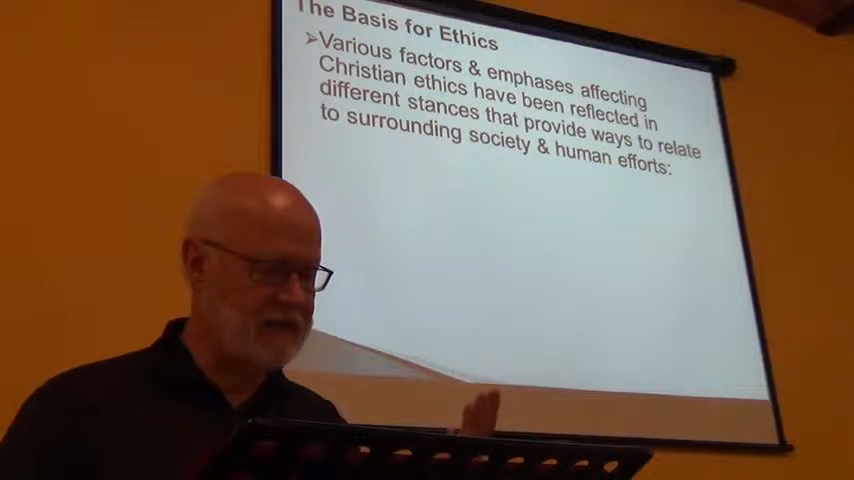 The Basis for Ethics
➢Various factors & emphases affecting
Christian ethics have been reflected in
different stances that provide ways to relate
to surrounding society & human efforts: